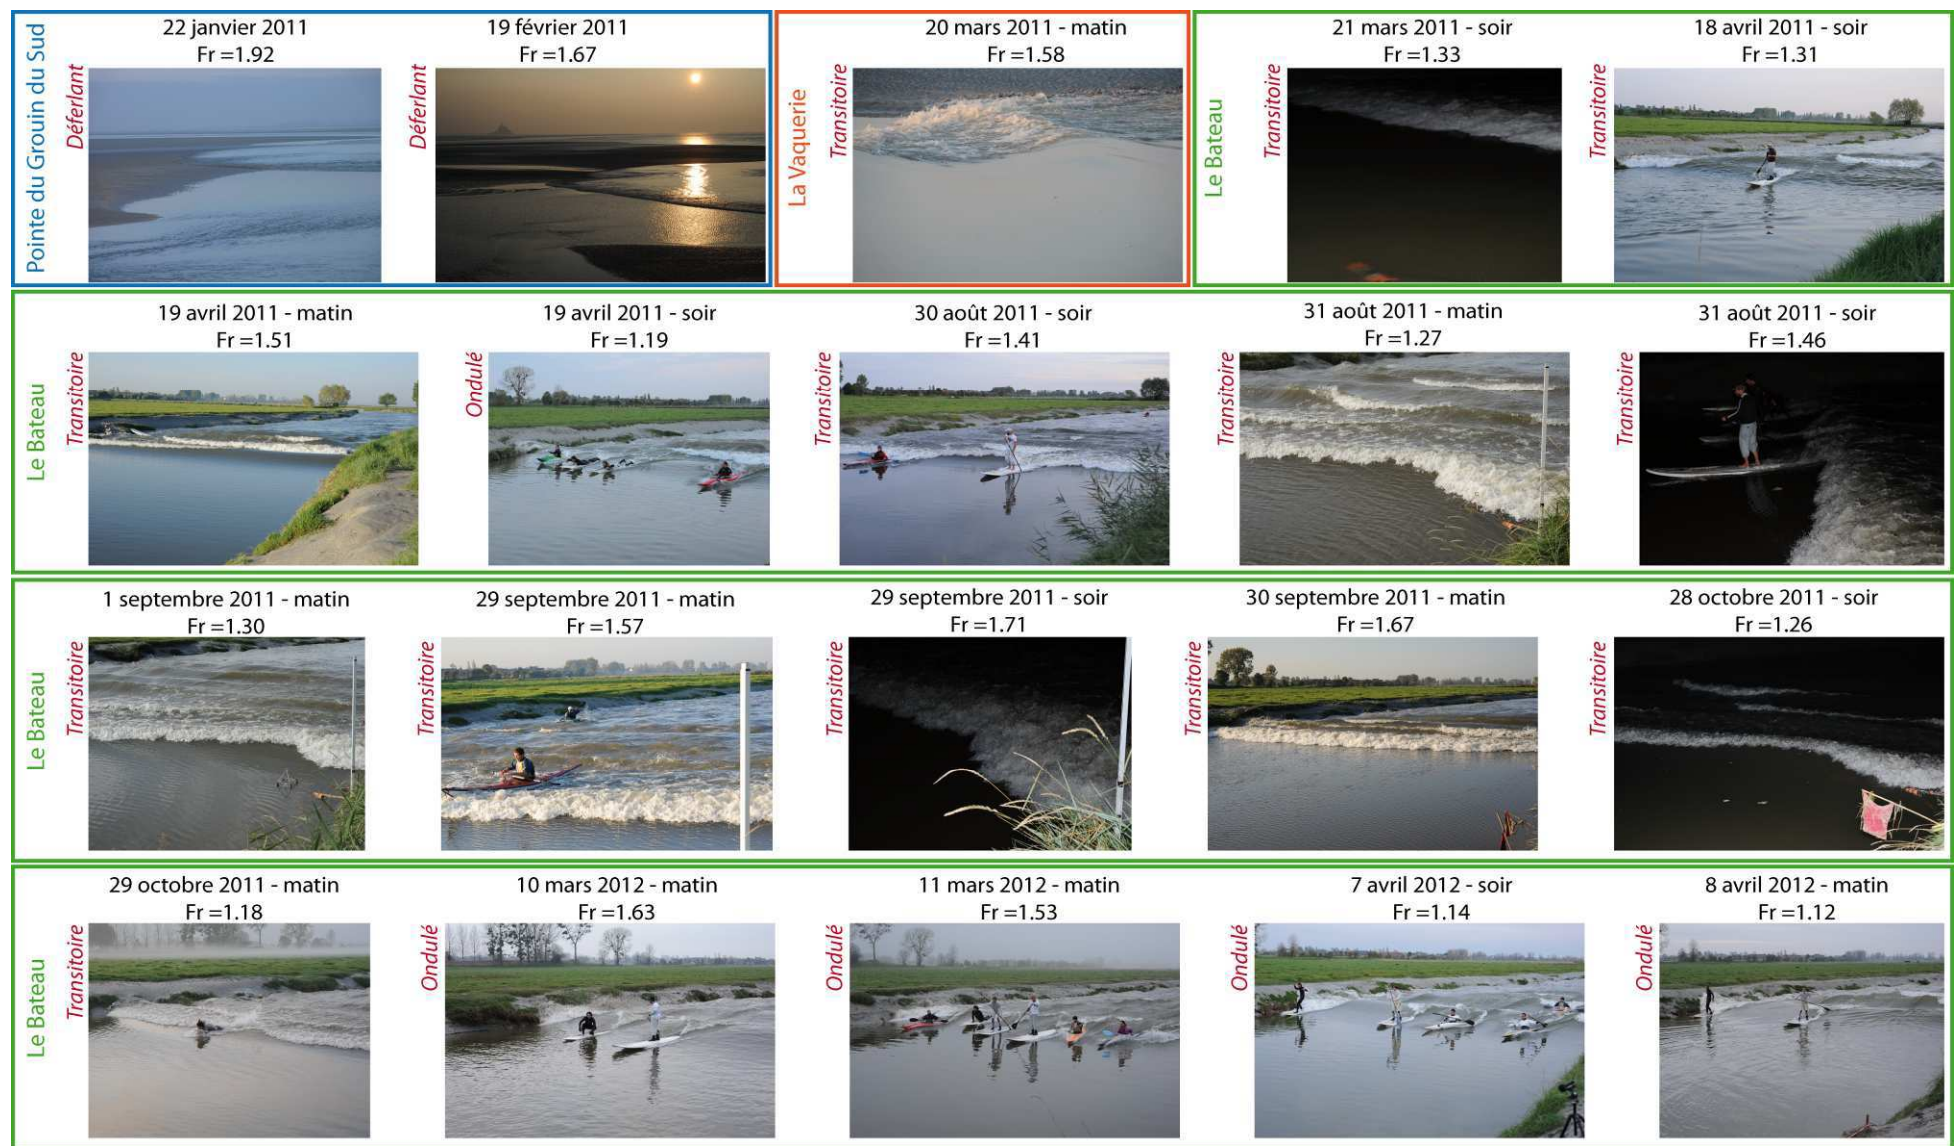 Pointe du Grouin du Sud
22 janvier 2011
Fr =1.92
Déferlant
19 février 2011
Fr =1.67
Déferlant
La Vaquerie
20 mars 2011 - matin
Fr =1.58
Transitoire
Le Bateau
21 mars 2011 - soir
Fr =1.33
Transitoire
18 avril 2011 - soir
Fr =1.31
Transitoire
Le Bateau
19 avril 2011 - matin
Fr =1.51
Transitoire
19 avril 2011 - soir
Fr =1.19
Ondulé
30 août 2011 - soir
Fr =1.41
Transitoire
31 août 2011 - matin
Fr =1.27
Transitoire
31 août 2011 - soir
Fr =1.46
Transitoire
Le Bateau
1 septembre 2011 - matin
Fr =1.30
Transitoire
29 septembre 2011 - matin
Fr =1.57
Transitoire
29 septembre 2011 - soir
Fr =1.71
Transitoire
30 septembre 2011 - matin
Fr =1.67
Transitoire
28 octobre 2011 - soir
Fr =1.26
Transitoire
Le Bateau
29 octobre 2011 - matin
Fr =1.18
Transitoire
10 mars 2012 - matin
Fr =1.63
Ondulé
11 mars 2012 - matin
Fr =1.53
Ondulé
7 avril 2012 - soir
Fr =1.14
Ondulé
8 avril 2012 - matin
Fr =1.12
Ondulé